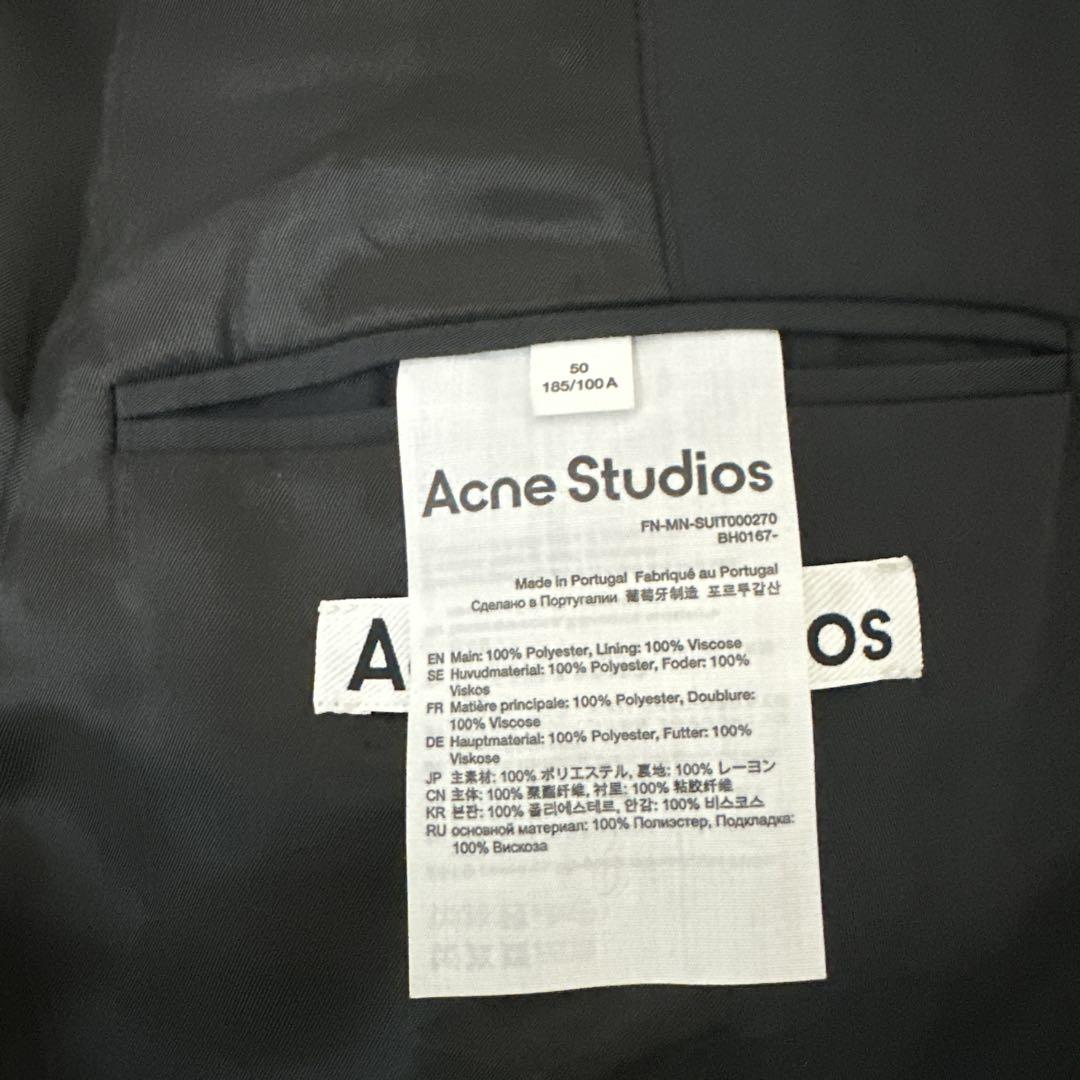 50
185/100A
Acne Studios
FN-MN-SUIT000270
BH0167-
Made in Portugal Fabriqué au Portugal
Сделано в Португалии 葡萄牙制造 포르투갈산
A
OS
EN Main: 100% Polyester, Lining: 100% Viscose
SE Huvudmaterial: 100% Polyester, Foder: 100%
Viskos
FR Matière principale: 100% Polyester, Doublure:
100% Viscose
DE Hauptmaterial: 100% Polyester, Futter: 100%
Viskose
JP 主素材: 100% ポリエステル, 裏地: 100% レーヨン
CN 主体: 100% 聚酯纤维, 衬里: 100% 粘胶纤维
KR 본판: 100% 폴리에스테르, 안감: 100% 비스코스
RU основной материал: 100% Полиэстер, Подкладка:
100% Вискоза